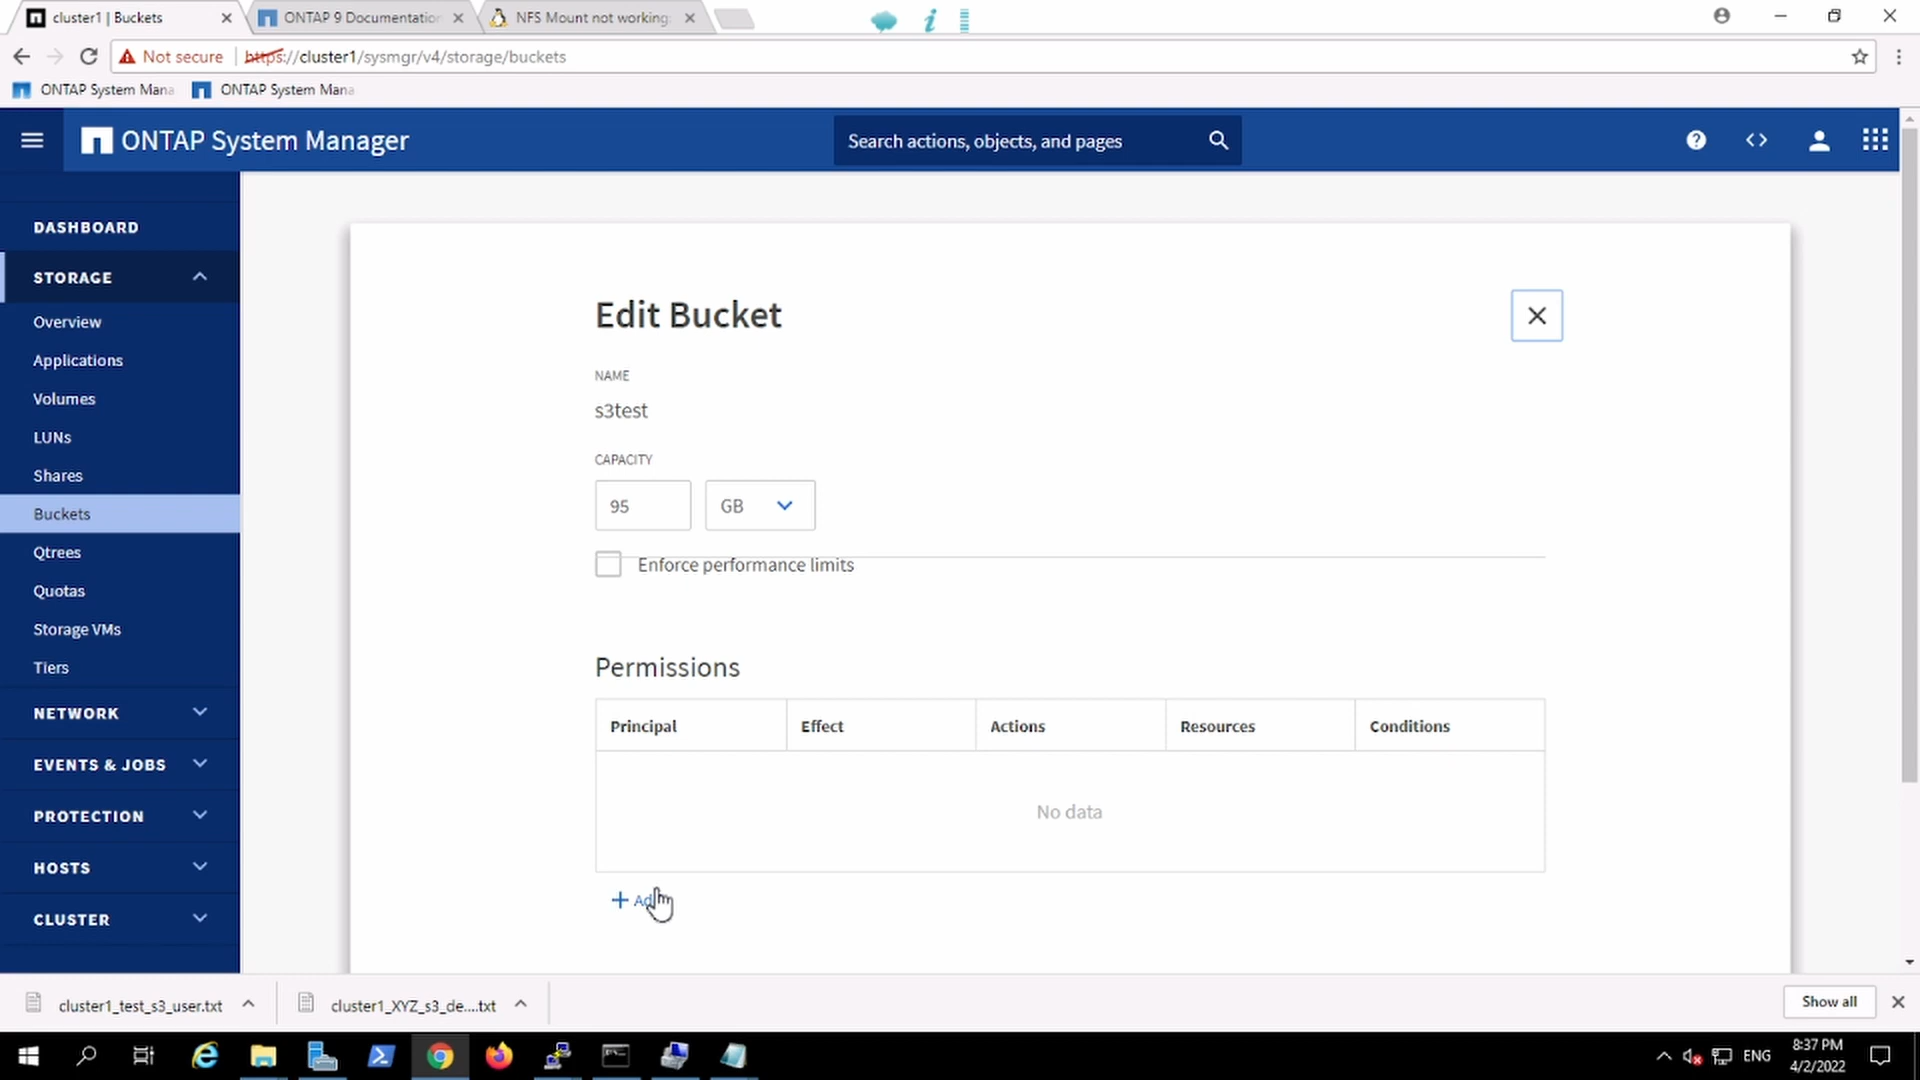 cluster1 | Buckets
ONTAP 9 Documentation
NFS Mount not working
Not secure
https://cluster1/sysmgr/v4/storage/buckets
ONTAP System Mana
ONTAP System Mana
ONTAP System Manager
Search actions, objects, and pages
DASHBOARD
STORAGE
Overview
Applications
Volumes
LUNs
Shares
Buckets
Qtrees
Quotas
Storage VMs
Tiers
NETWORK
EVENTS & JOBS
PROTECTION
HOSTS
CLUSTER
Edit Bucket
NAME
s3test
CAPACITY
95
GB
Enforce performance limits
Permissions
Principal
Effect
Actions
Resources
Conditions
No data
cluster1_test_s3_user.txt
cluster1_XYZ_s3_de....txt
Show all
ENG
8:37 PM
4/2/2022